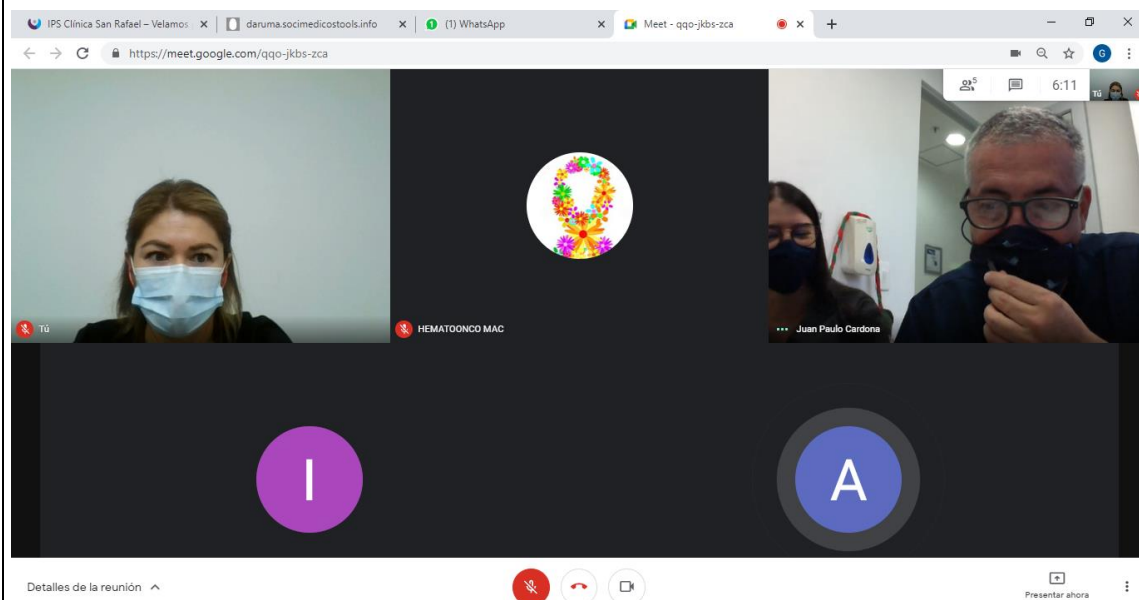 IPS Clínica San Rafael – Velamos
daruma.socimedicostools.info
(1) WhatsApp
Meet - qqo-jkbs-zca
https://meet.google.com/qqo-jkbs-zca
G
5
6:11
Tú
Tú
HEMATOONCO MAC
Juan Paulo Cardona
I
A
Detalles de la reunión
Presentar ahora